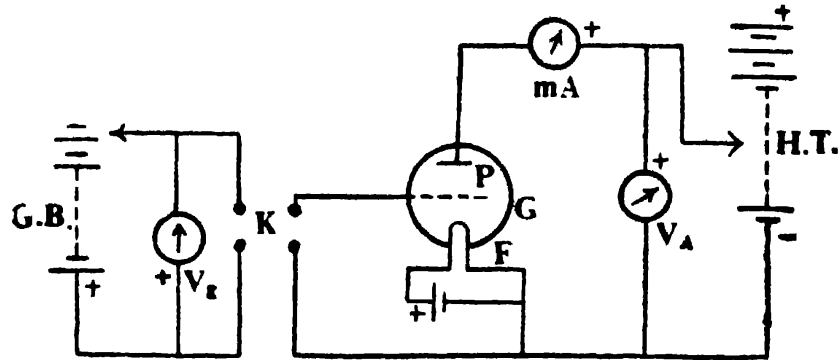 +
mA
+
H.T.
P
+
G.B.
K
G
V_A
F
-
+
V_g
+
+